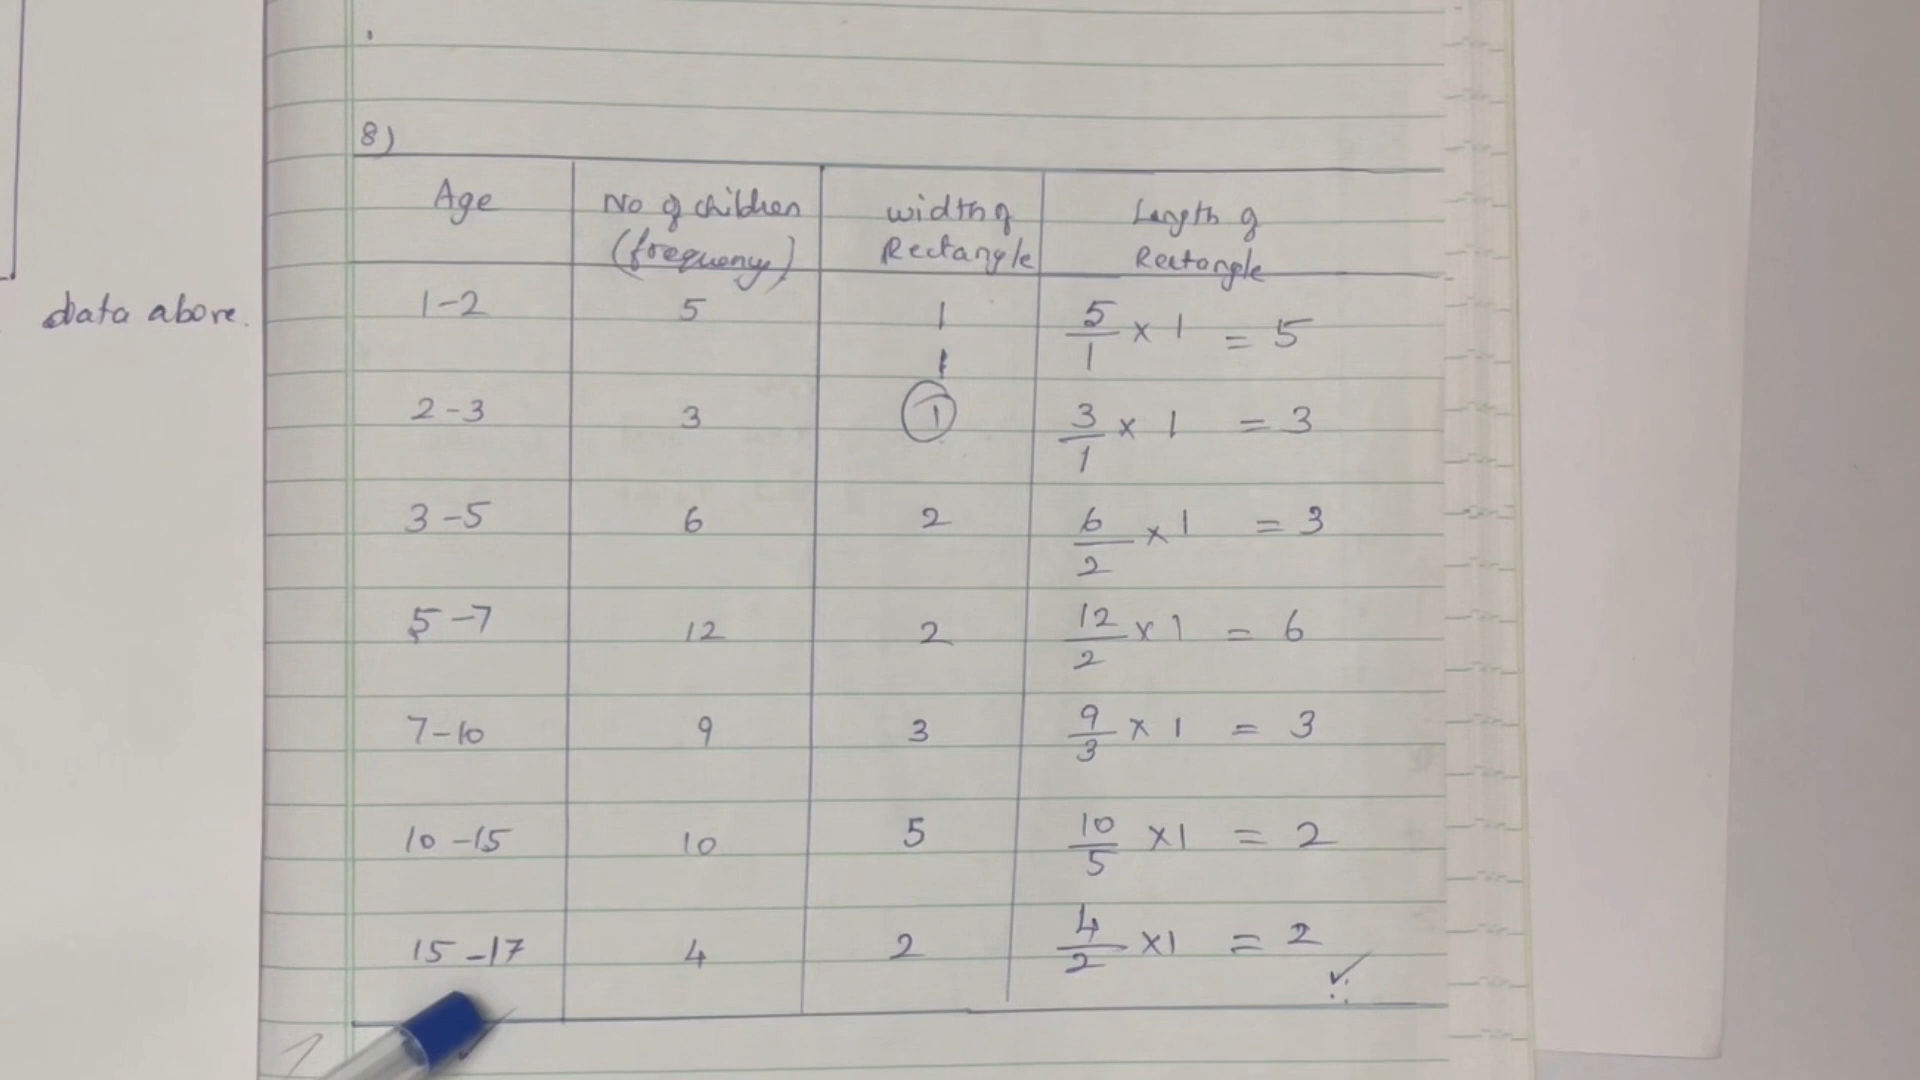 data above.
8)
Age No of children (frequency) width of Rectangle Length of Rectangle
1-2 5 1 5/1 × 1 = 5
1
2-3 3 1 3/1 × 1 = 3
3-5 6 2 6/2 × 1 = 3
5-7 12 2 12/2 × 1 = 6
7-10 9 3 9/3 × 1 = 3
10-15 10 5 10/5 × 1 = 2
15-17 4 2 4/2 × 1 = 2